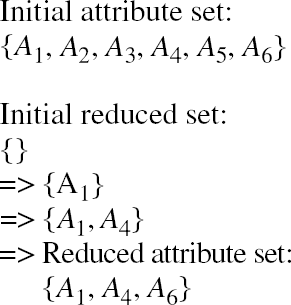 Initial attribute set:
{A₁, A₂, A₃, A₄, A₅, A₆}
Initial reduced set:
{}
=> {A₁}
=> {A₁, A₄}
=> Reduced attribute set:
{A₁, A₄, A₆}